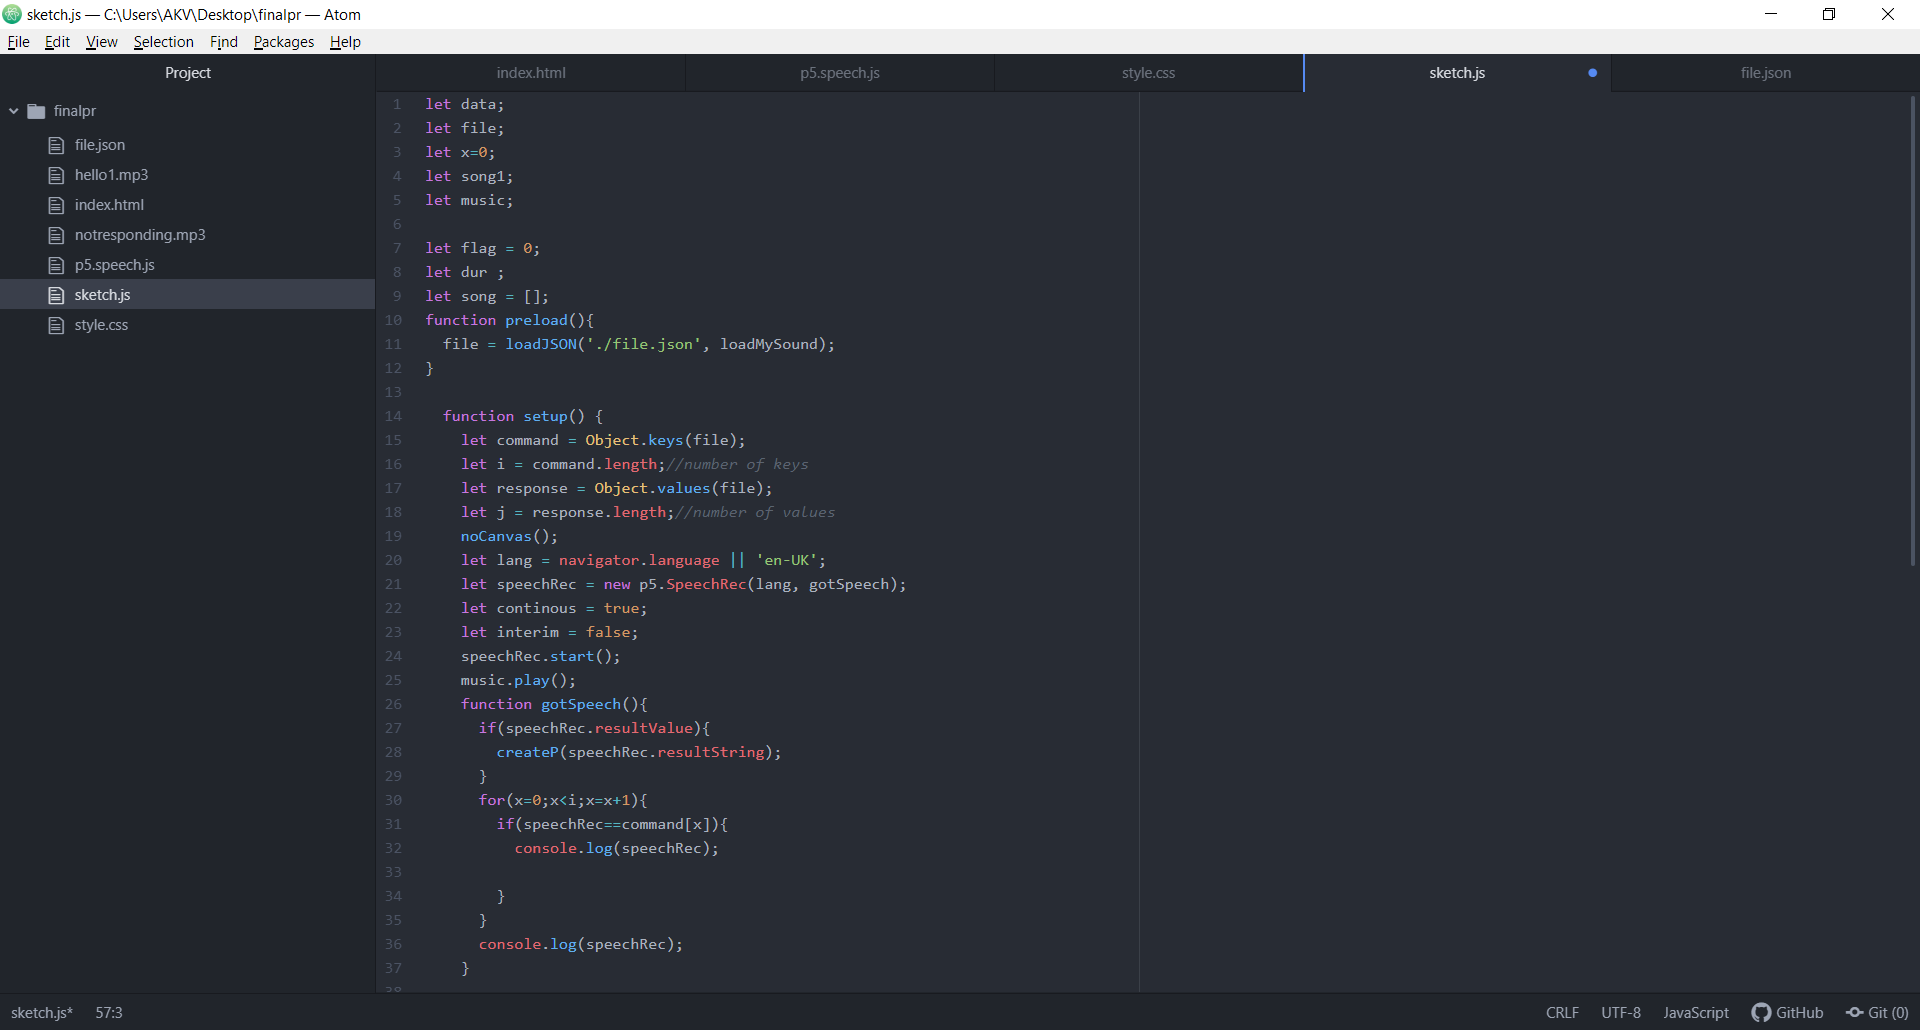 sketch.js — C:\Users\AKV\Desktop\finalpr — Atom
File Edit View Selection Find Packages Help
Project
finalpr
file.json
hello1.mp3
index.html
notresponding.mp3
p5.speech.js
sketch.js
style.css
index.html p5.speech.js style.css sketch.js file.json
1 let data;
2 let file;
3 let x=0;
4 let song1;
5 let music;
6
7 let flag = 0;
8 let dur ;
9 let song = [];
10 function preload(){
11 file = loadJSON('./file.json', loadMySound);
12 }
13
14 function setup() {
15 let command = Object.keys(file);
16 let i = command.length;//number of keys
17 let response = Object.values(file);
18 let j = response.length;//number of values
19 noCanvas();
20 let lang = navigator.language || 'en-UK';
21 let speechRec = new p5.SpeechRec(lang, gotSpeech);
22 let continous = true;
23 let interim = false;
24 speechRec.start();
25 music.play();
26 function gotSpeech(){
27 if(speechRec.resultValue){
28 createP(speechRec.resultString);
29 }
30 for(x=0;x<i;x=x+1){
31 if(speechRec==command[x]){
32 console.log(speechRec);
33
34 }
35 }
36 console.log(speechRec);
37 }
38
sketch.js* 57:3 CRLF UTF-8 JavaScript GitHub Git (0)